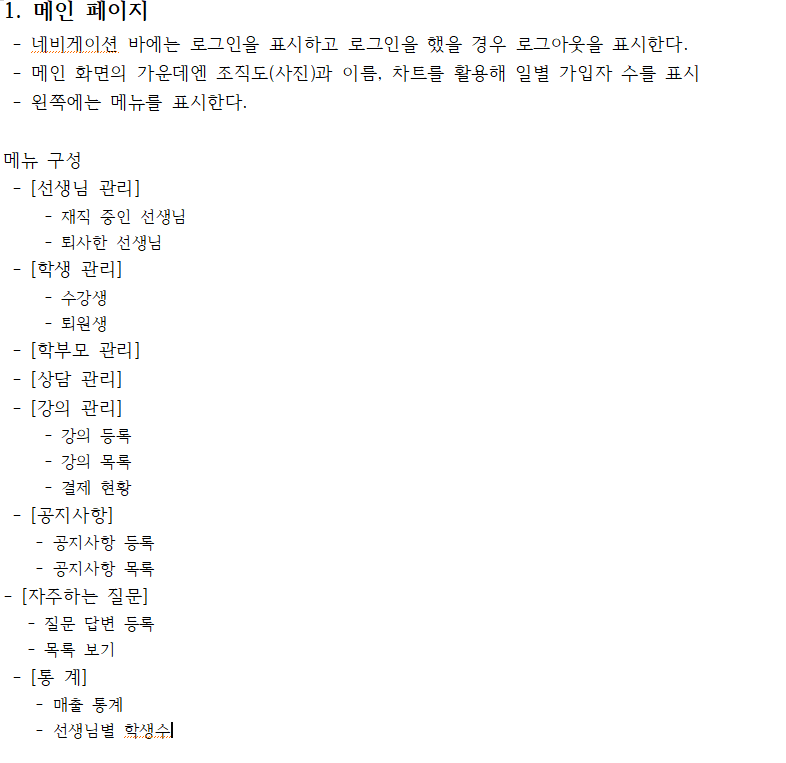 1. 메인 페이지
- 네비게이션 바에는 로그인을 표시하고 로그인을 했을 경우 로그아웃을 표시한다.
- 메인 화면의 가운데엔 조직도(사진)과 이름, 차트를 활용해 일별 가입자 수를 표시
- 왼쪽에는 메뉴를 표시한다.
메뉴 구성
- [선생님 관리]
- 재직 중인 선생님
- 퇴사한 선생님
- [학생 관리]
- 수강생
- 퇴원생
- [학부모 관리]
- [상담 관리]
- [강의 관리]
- 강의 등록
- 강의 목록
- 결제 현황
- [공지사항]
- 공지사항 등록
- 공지사항 목록
- [자주하는 질문]
- 질문 답변 등록
- 목록 보기
- [통 계]
- 매출 통계
- 선생님별 학생수